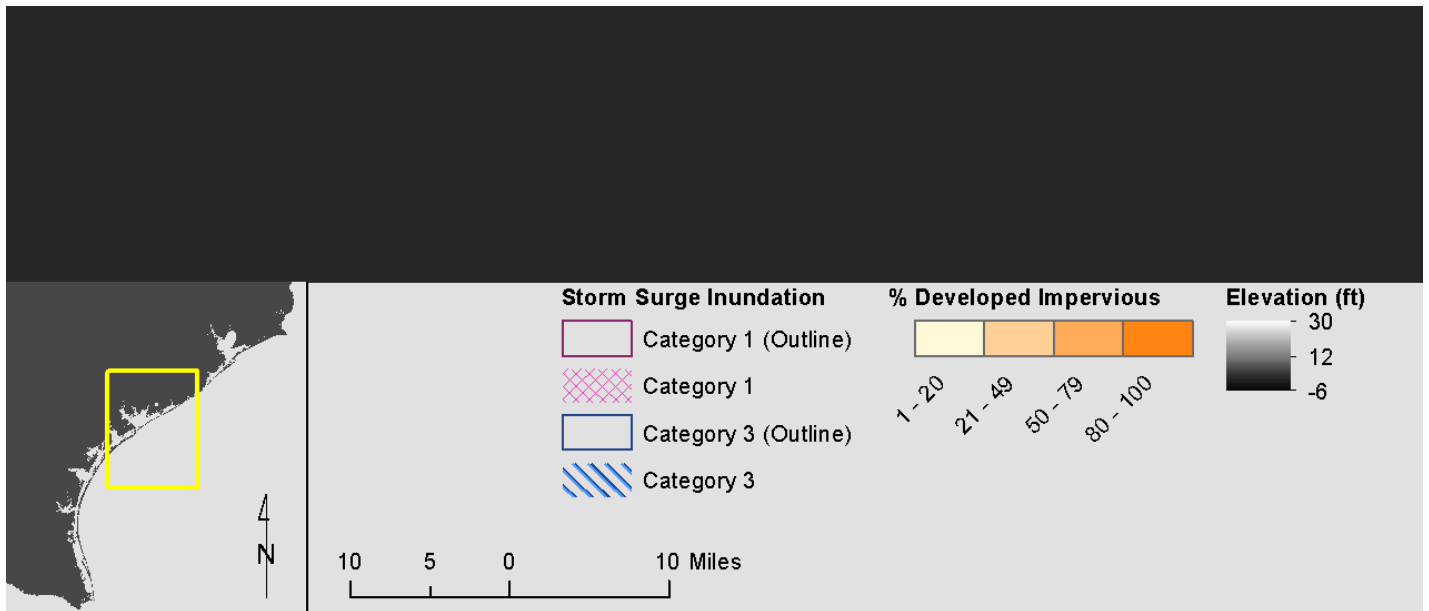 Storm Surge Inundation
Category 1 (Outline)
Category 1
Category 3 (Outline)
Category 3
% Developed Impervious
1 - 20
21 - 49
50 - 79
80 - 100
Elevation (ft)
30
12
-6
N
10 5 0 10 Miles